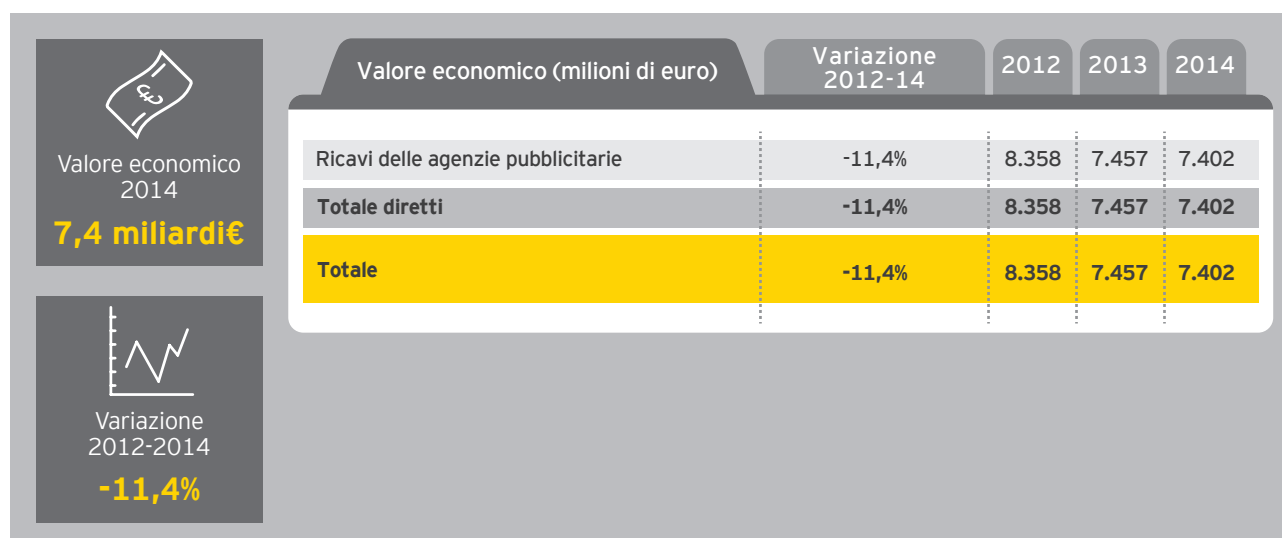 Valore economico
2014
7,4 miliardi€
Variazione
2012-2014
-11,4%
Valore economico (milioni di euro) Variazione 2012-14 2012 2013 2014
Ricavi delle agenzie pubblicitarie -11,4% 8.358 7.457 7.402
Totale diretti -11,4% 8.358 7.457 7.402
Totale -11,4% 8.358 7.457 7.402